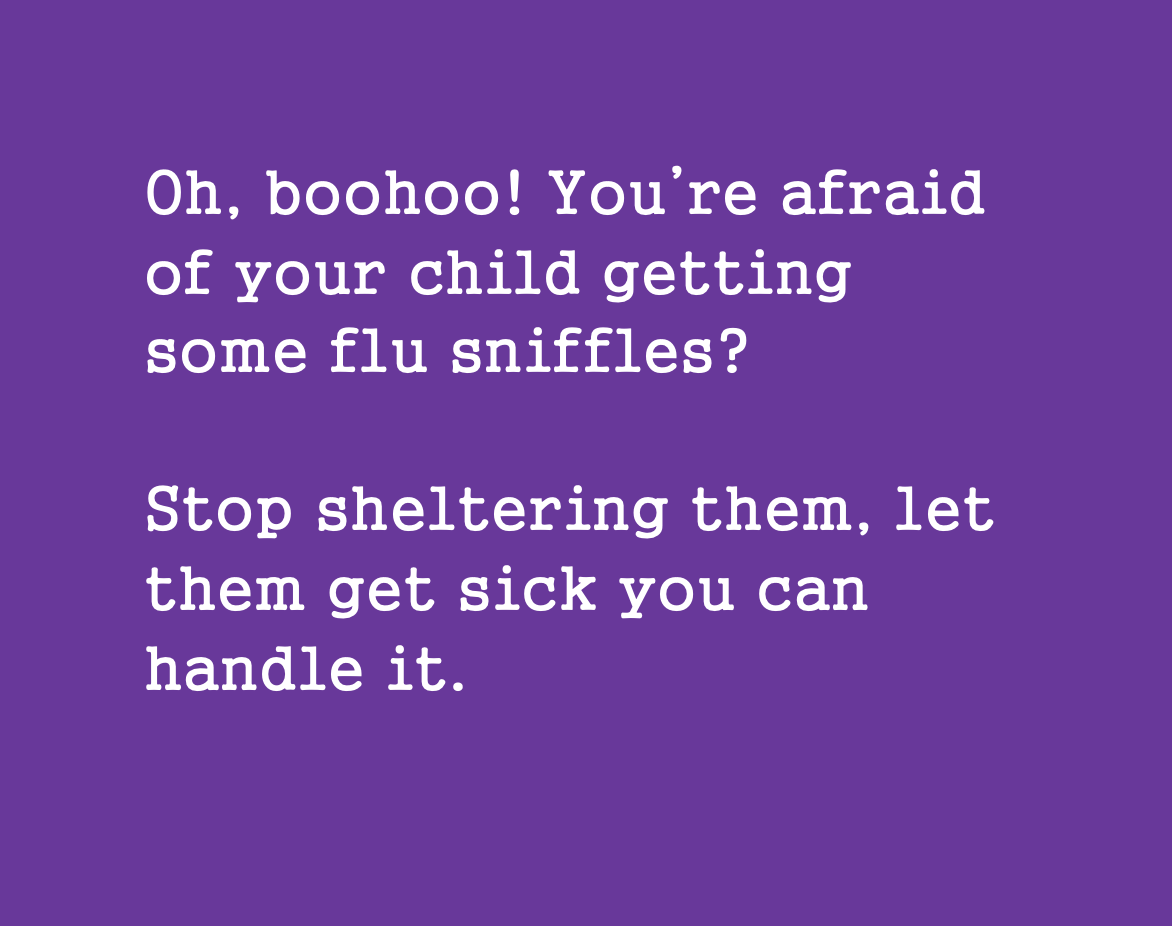 Oh, boohoo! You’re afraid
of your child getting
some flu sniffles?
Stop sheltering them, let
them get sick you can
handle it.